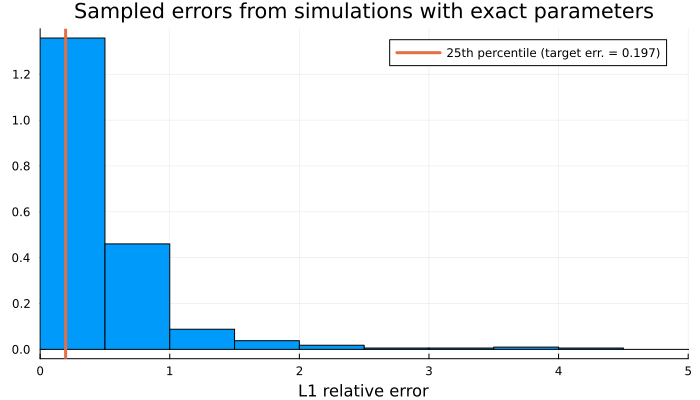 Sampled errors from simulations with exact parameters
25th percentile (target err. = 0.197)
1.2
1.0
0.8
0.6
0.4
0.2
0.0
0 1 2 3 4 5
L1 relative error